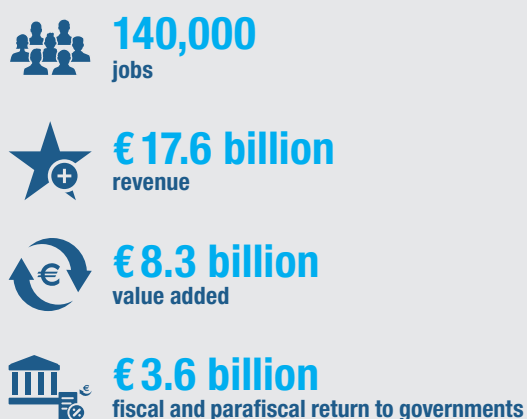 140,000
jobs
€ 17.6 billion
revenue
€
€ 8.3 billion
value added
€ 3.6 billion
€
%
fiscal and parafiscal return to governments